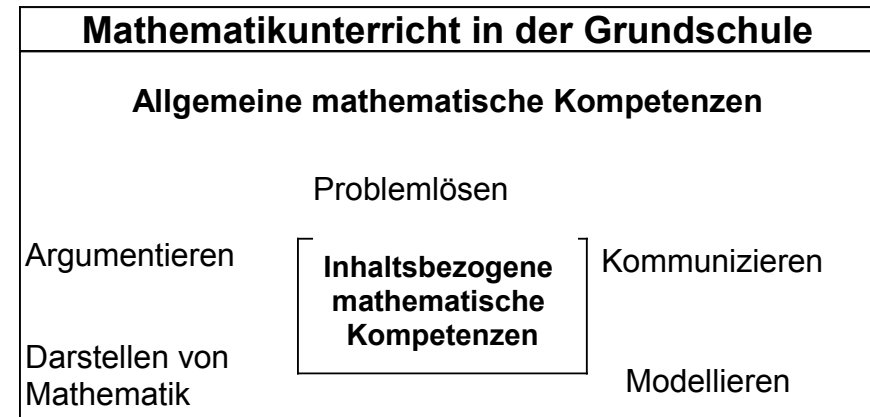 Mathematikunterricht in der Grundschule
Allgemeine mathematische Kompetenzen
Problemlösen
Argumentieren
Inhaltsbezogene
mathematische
Kompetenzen
Kommunizieren
Darstellen von
Mathematik
Modellieren